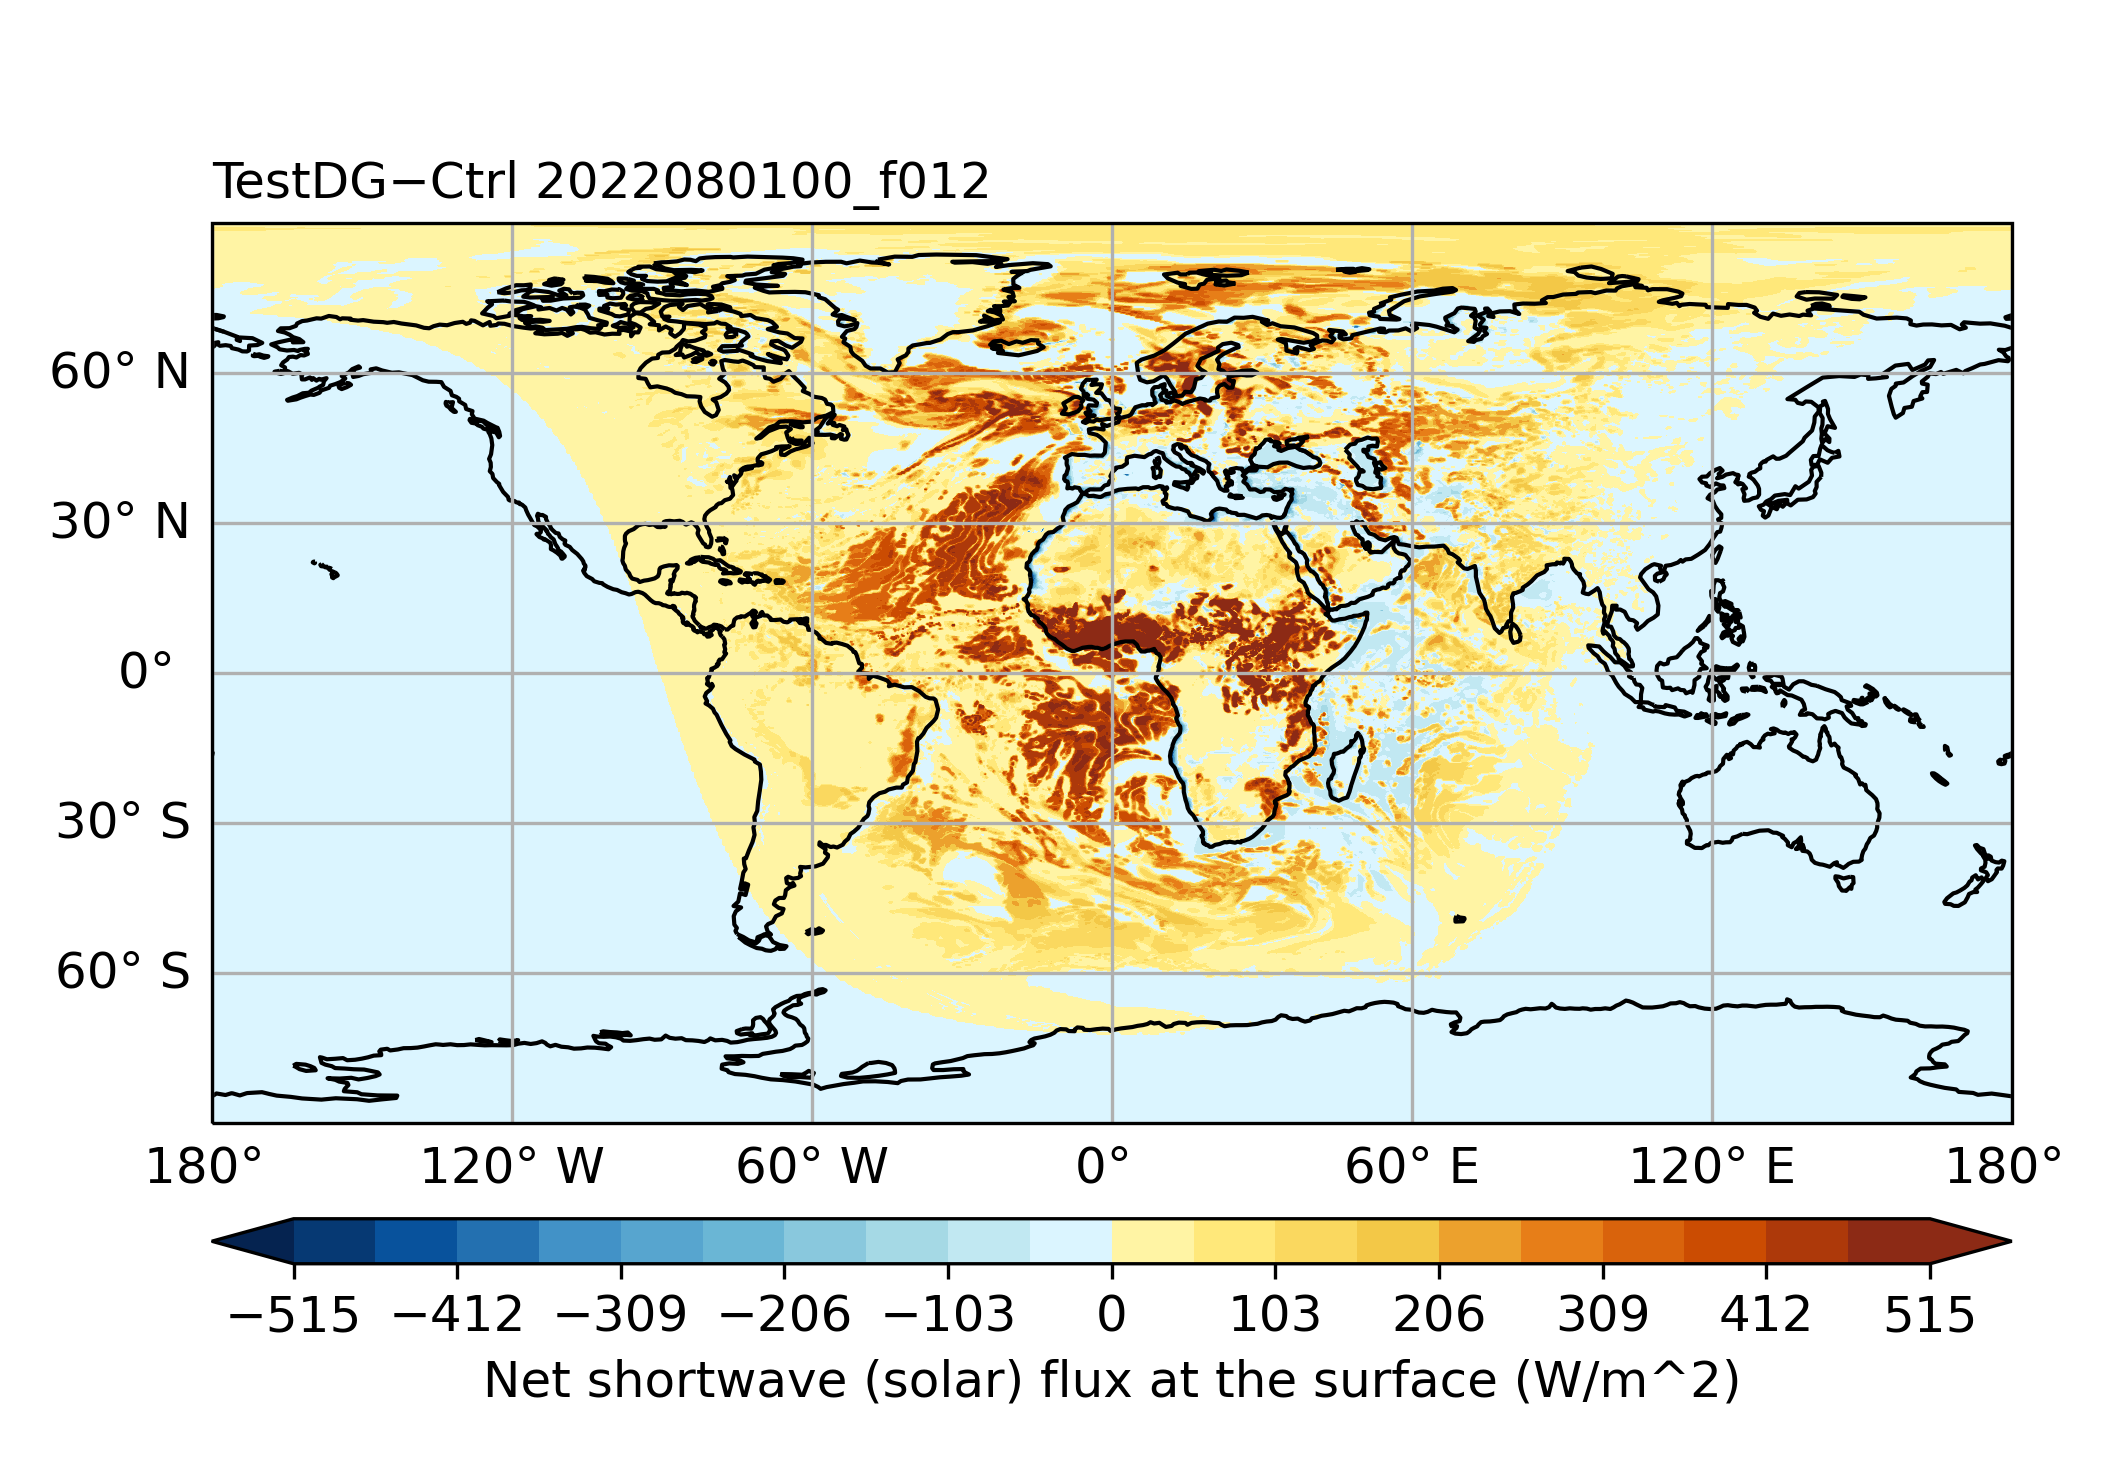 TestDG−Ctrl 2022080100_f012
60° N
30° N
0°
30° S
60° S
180° 120° W 60° W 0° 60° E 120° E 180°
−515 −412 −309 −206 −103 0 103 206 309 412 515
Net shortwave (solar) flux at the surface (W/m^2)